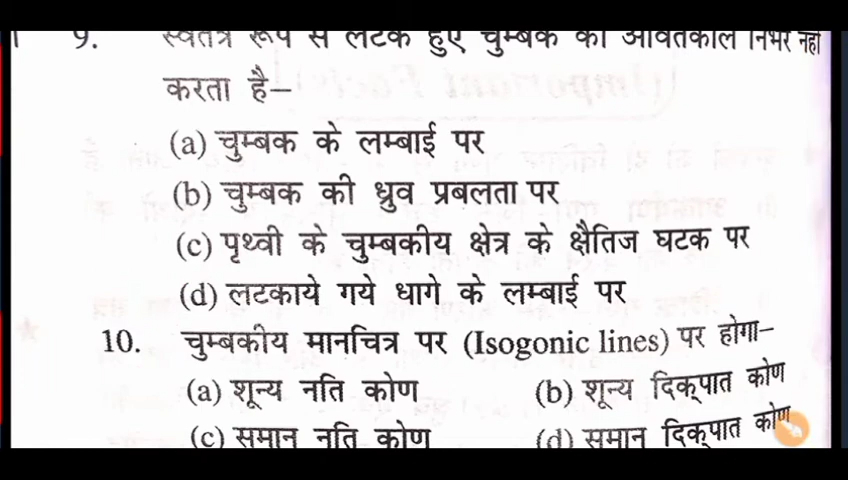 9. स्वतंत्र रूप से लटके हुए चुम्बक का आवर्तकाल निर्भर नहीं
करता है–
(a) चुम्बक के लम्बाई पर
(b) चुम्बक की ध्रुव प्रबलता पर
(c) पृथ्वी के चुम्बकीय क्षेत्र के क्षैतिज घटक पर
(d) लटकाये गये धागे के लम्बाई पर
10. चुम्बकीय मानचित्र पर (Isogonic lines) पर होगा–
(a) शून्य नति कोण (b) शून्य दिक्पात कोण
(c) समान नति कोण (d) समान दिक्पात कोण